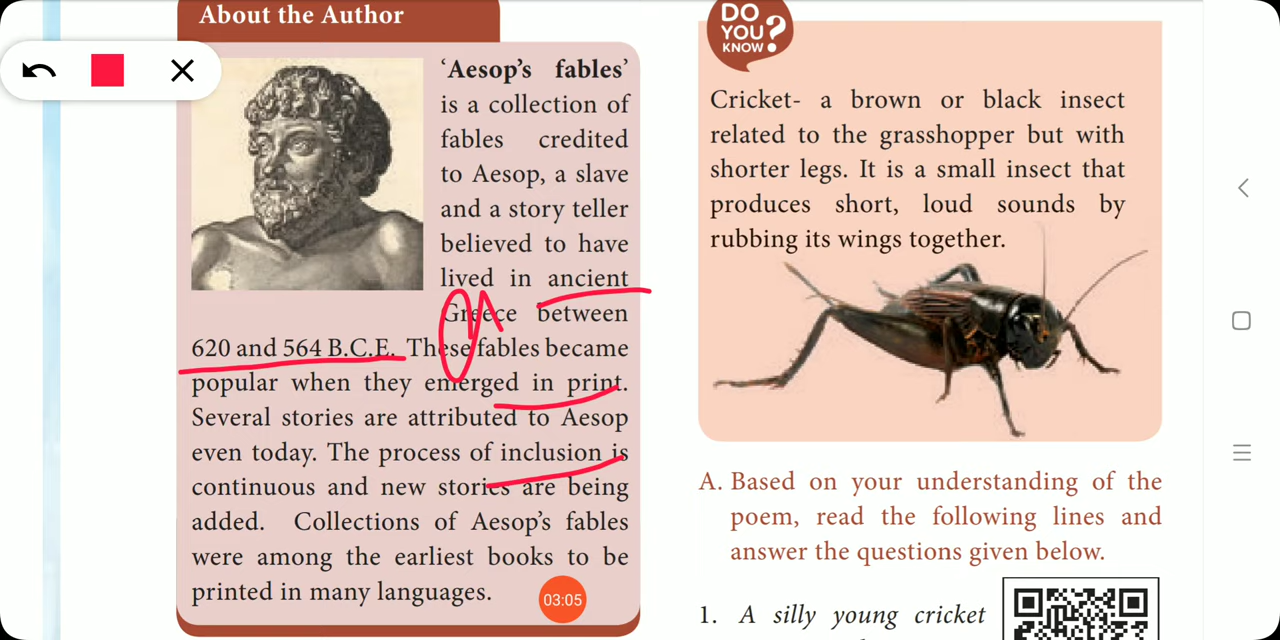 About the Author
‘Aesop’s fables’
is a collection of
fables credited
to Aesop, a slave
and a story teller
believed to have
lived in ancient
Greece between
620 and 564 B.C.E. These fables became
popular when they emerged in print.
Several stories are attributed to Aesop
even today. The process of inclusion is
continuous and new stories are being
added. Collections of Aesop’s fables
were among the earliest books to be
printed in many languages.
03:05
DO
YOU
KNOW?
Cricket- a brown or black insect
related to the grasshopper but with
shorter legs. It is a small insect that
produces short, loud sounds by
rubbing its wings together.
A. Based on your understanding of the
poem, read the following lines and
answer the questions given below.
1. A silly young cricket